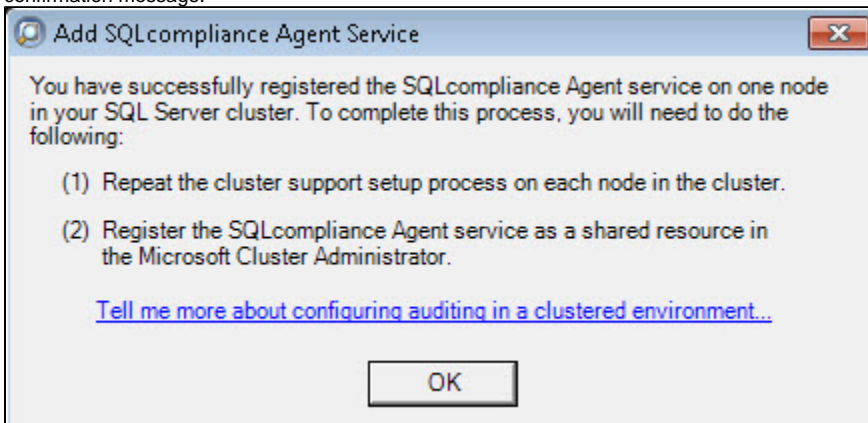 confirmation message.
Add SQLcompliance Agent Service
You have successfully registered the SQLcompliance Agent service on one node
in your SQL Server cluster. To complete this process, you will need to do the
following:
(1) Repeat the cluster support setup process on each node in the cluster.
(2) Register the SQLcompliance Agent service as a shared resource in
the Microsoft Cluster Administrator.
Tell me more about configuring auditing in a clustered environment...
OK